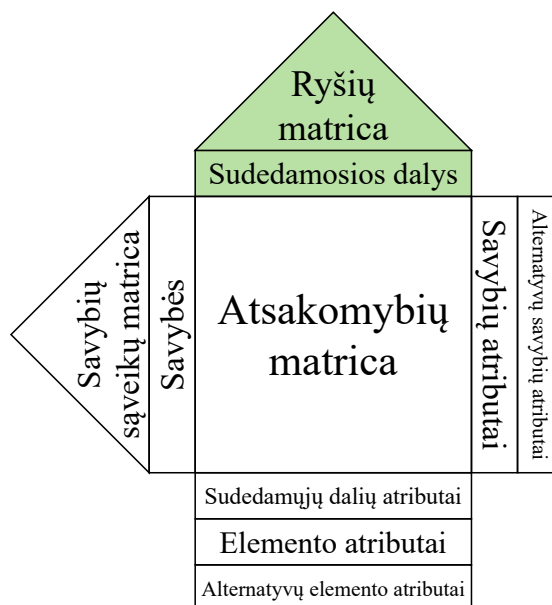 Ryšių
matrica
Sudedamosios dalys
Savybių
sąveikų matrica
Savybės
Atsakomybių
matrica
Savybių atributai
Alternatyvų savybių atributai
Sudedamųjų dalių atributai
Elemento atributai
Alternatyvų elemento atributai